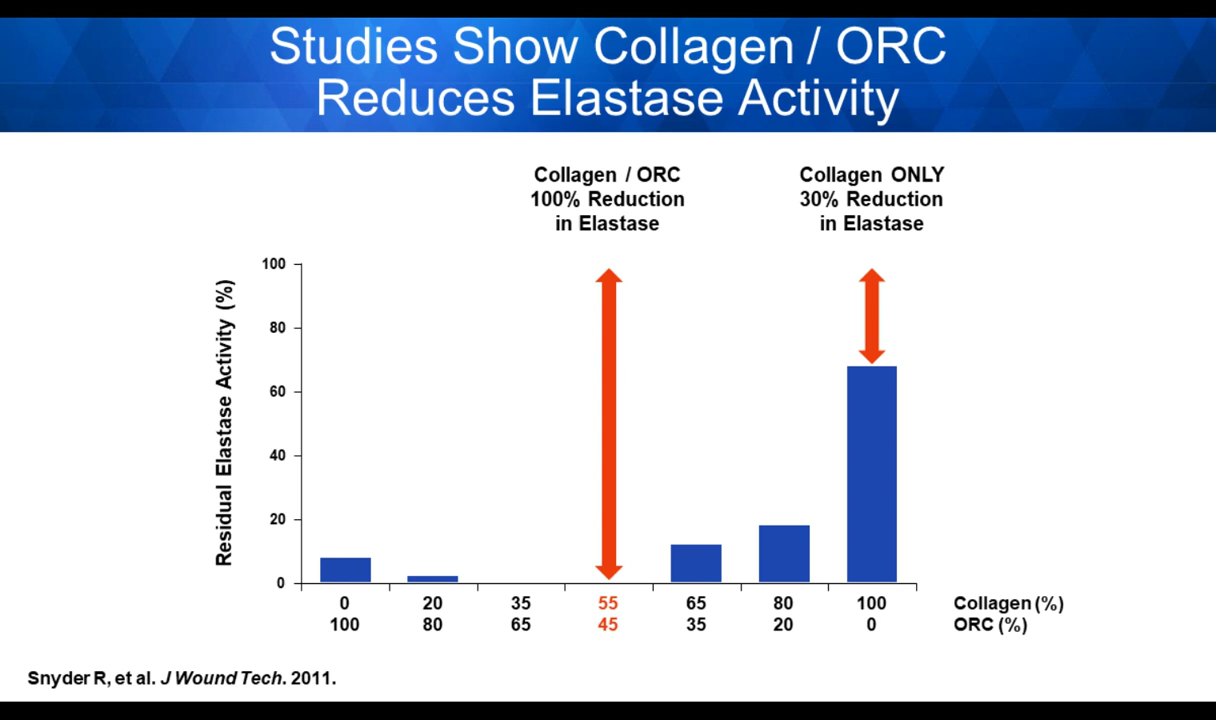 Studies Show Collagen / ORC
Reduces Elastase Activity
Collagen / ORC
100% Reduction
in Elastase
Collagen ONLY
30% Reduction
in Elastase
Residual Elastase Activity (%)
100
80
60
40
20
0
0 20 35 55 65 80 100 Collagen (%)
100 80 65 45 35 20 0 ORC (%)
Snyder R, et al. J Wound Tech. 2011.